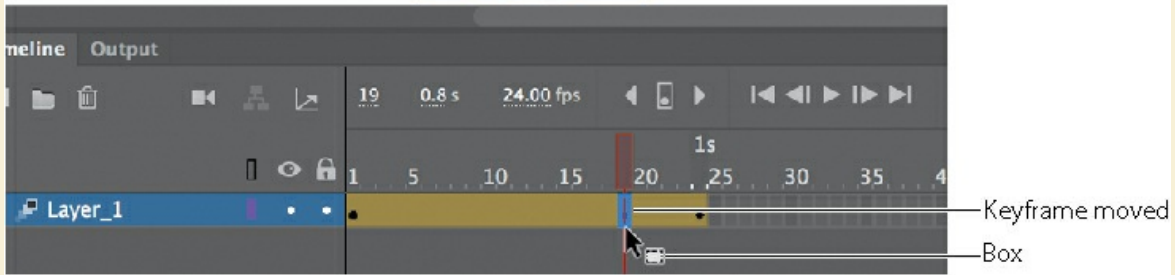 meline Output
19 0.8 s 24.00 fps
1s
1 5 10 15 20 25 30 35 4
Layer_1
Keyframe moved
Box